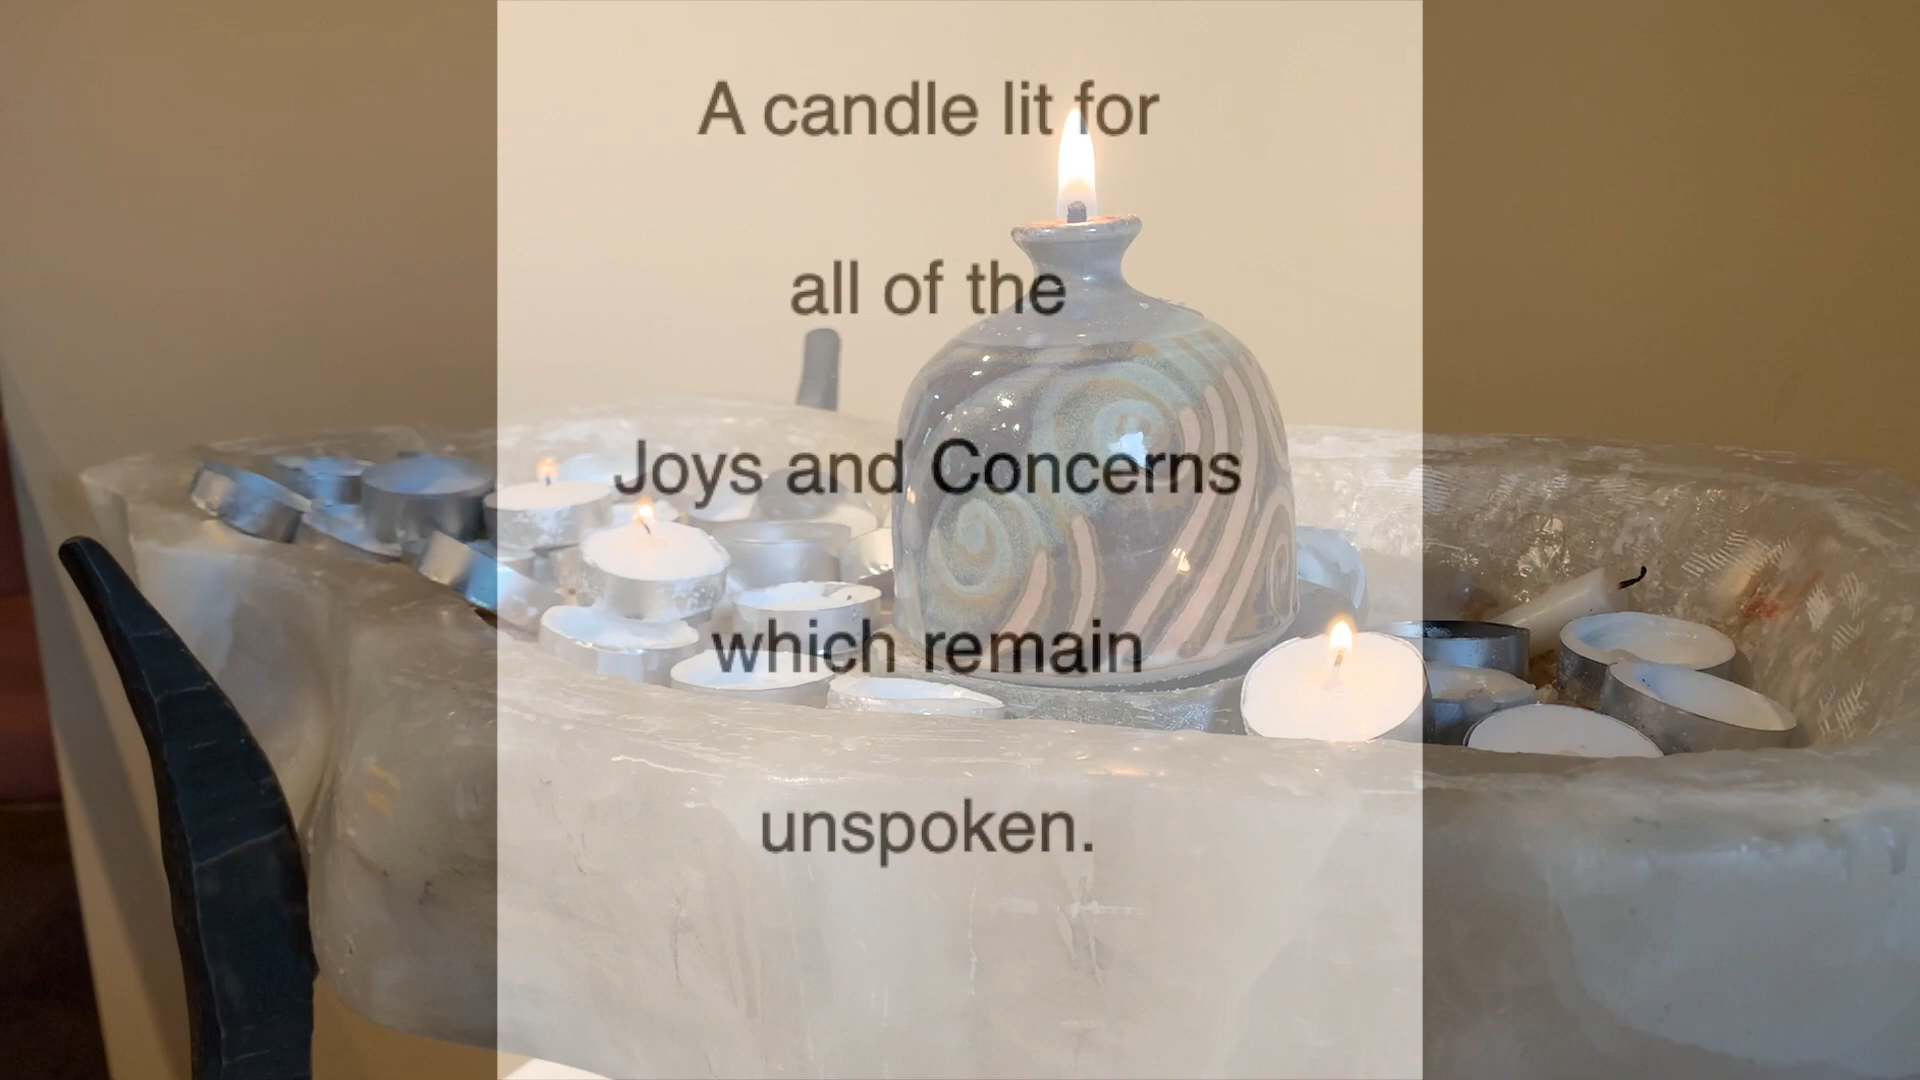 A candle lit for
all of the
Joys and Concerns
which remain
unspoken.